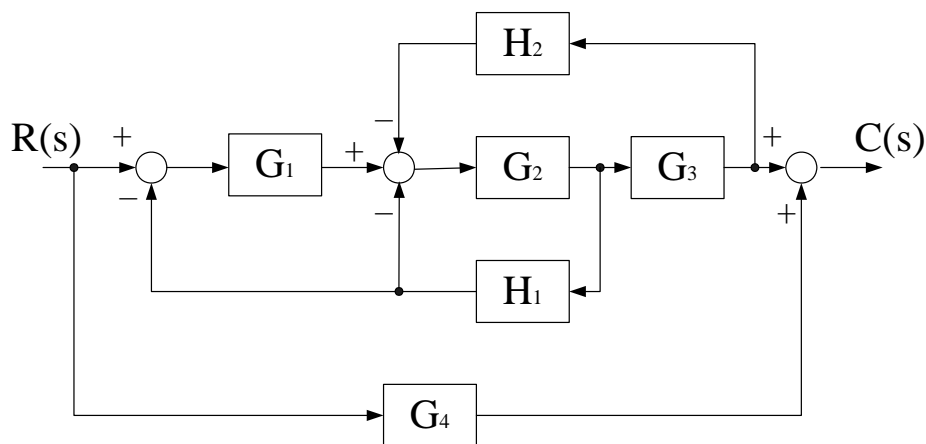 H₂
R(s) + − C(s)
G₁ + G₂ G₃ +
− − +
H₁
G₄